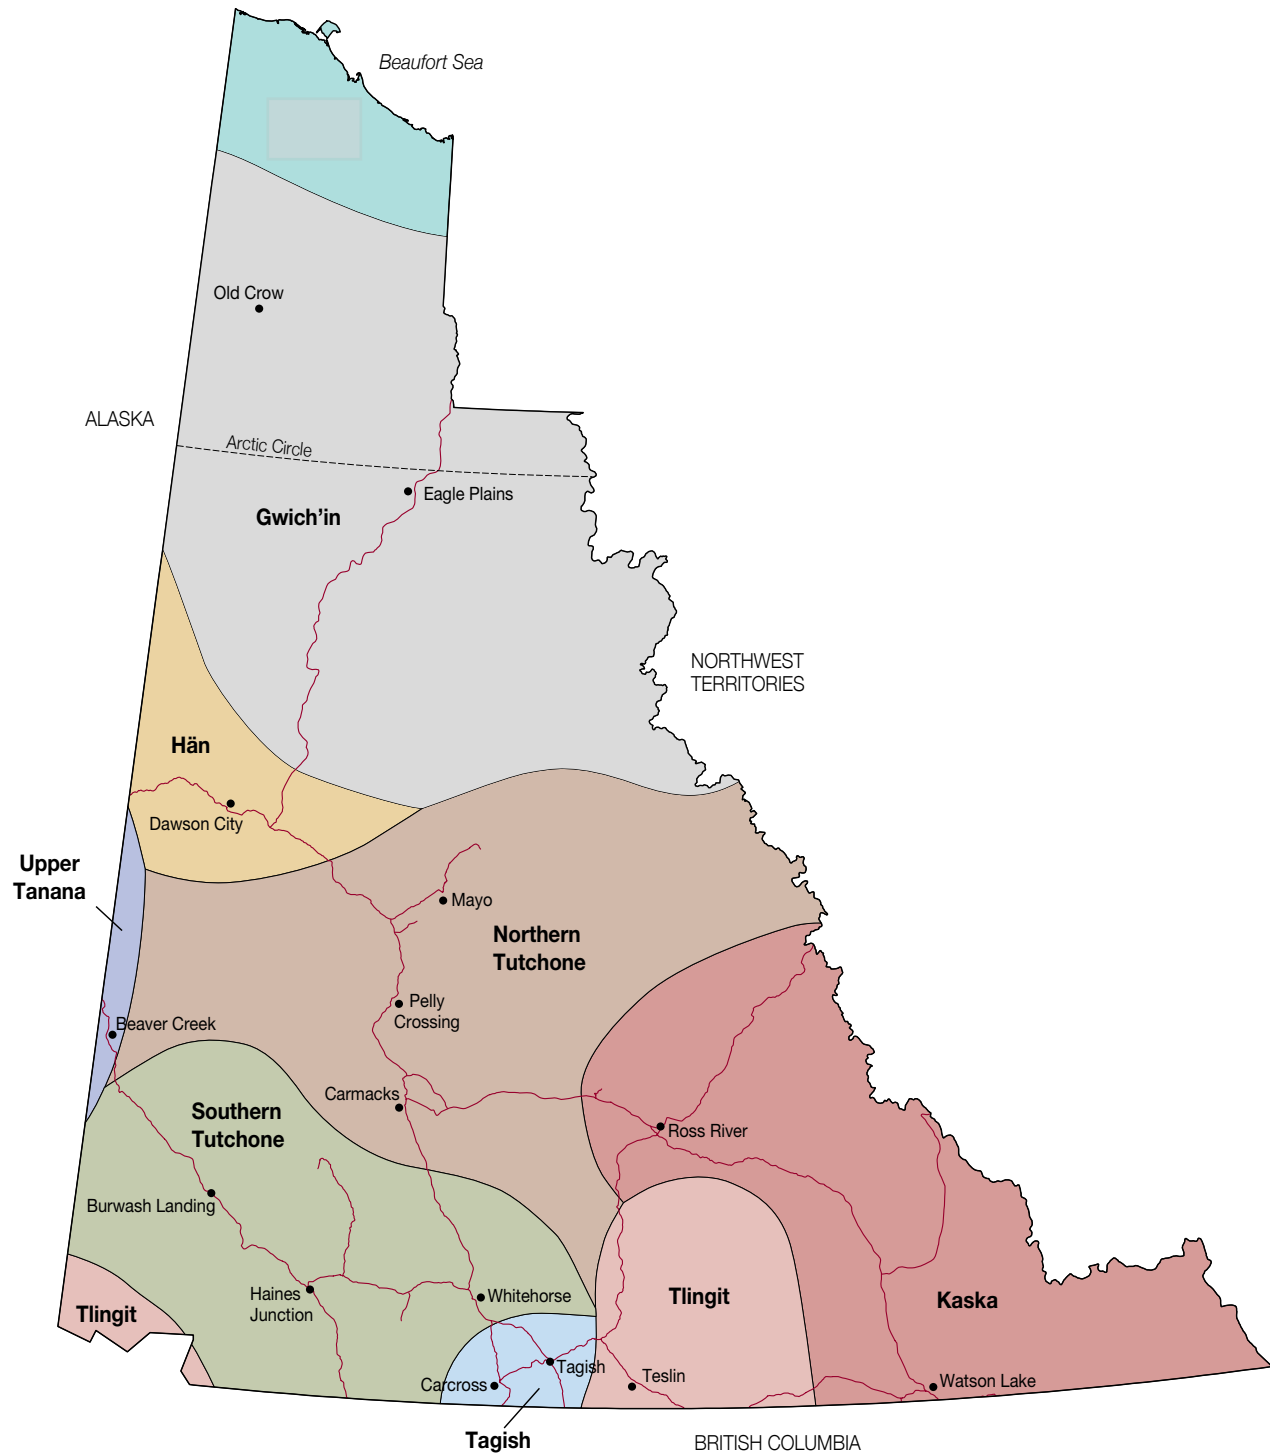 Beaufort Sea
Old Crow
ALASKA
Arctic Circle
Eagle Plains
Gwich’in
NORTHWEST
TERRITORIES
Hän
Dawson City
Upper
Tanana
Mayo
Northern
Tutchone
Pelly
Crossing
Beaver Creek
Carmacks
Southern
Tutchone
Ross River
Burwash Landing
Haines
Junction
Whitehorse
Tlingit
Tlingit
Kaska
Tagish
Teslin
Carcross
Watson Lake
Tagish
BRITISH COLUMBIA